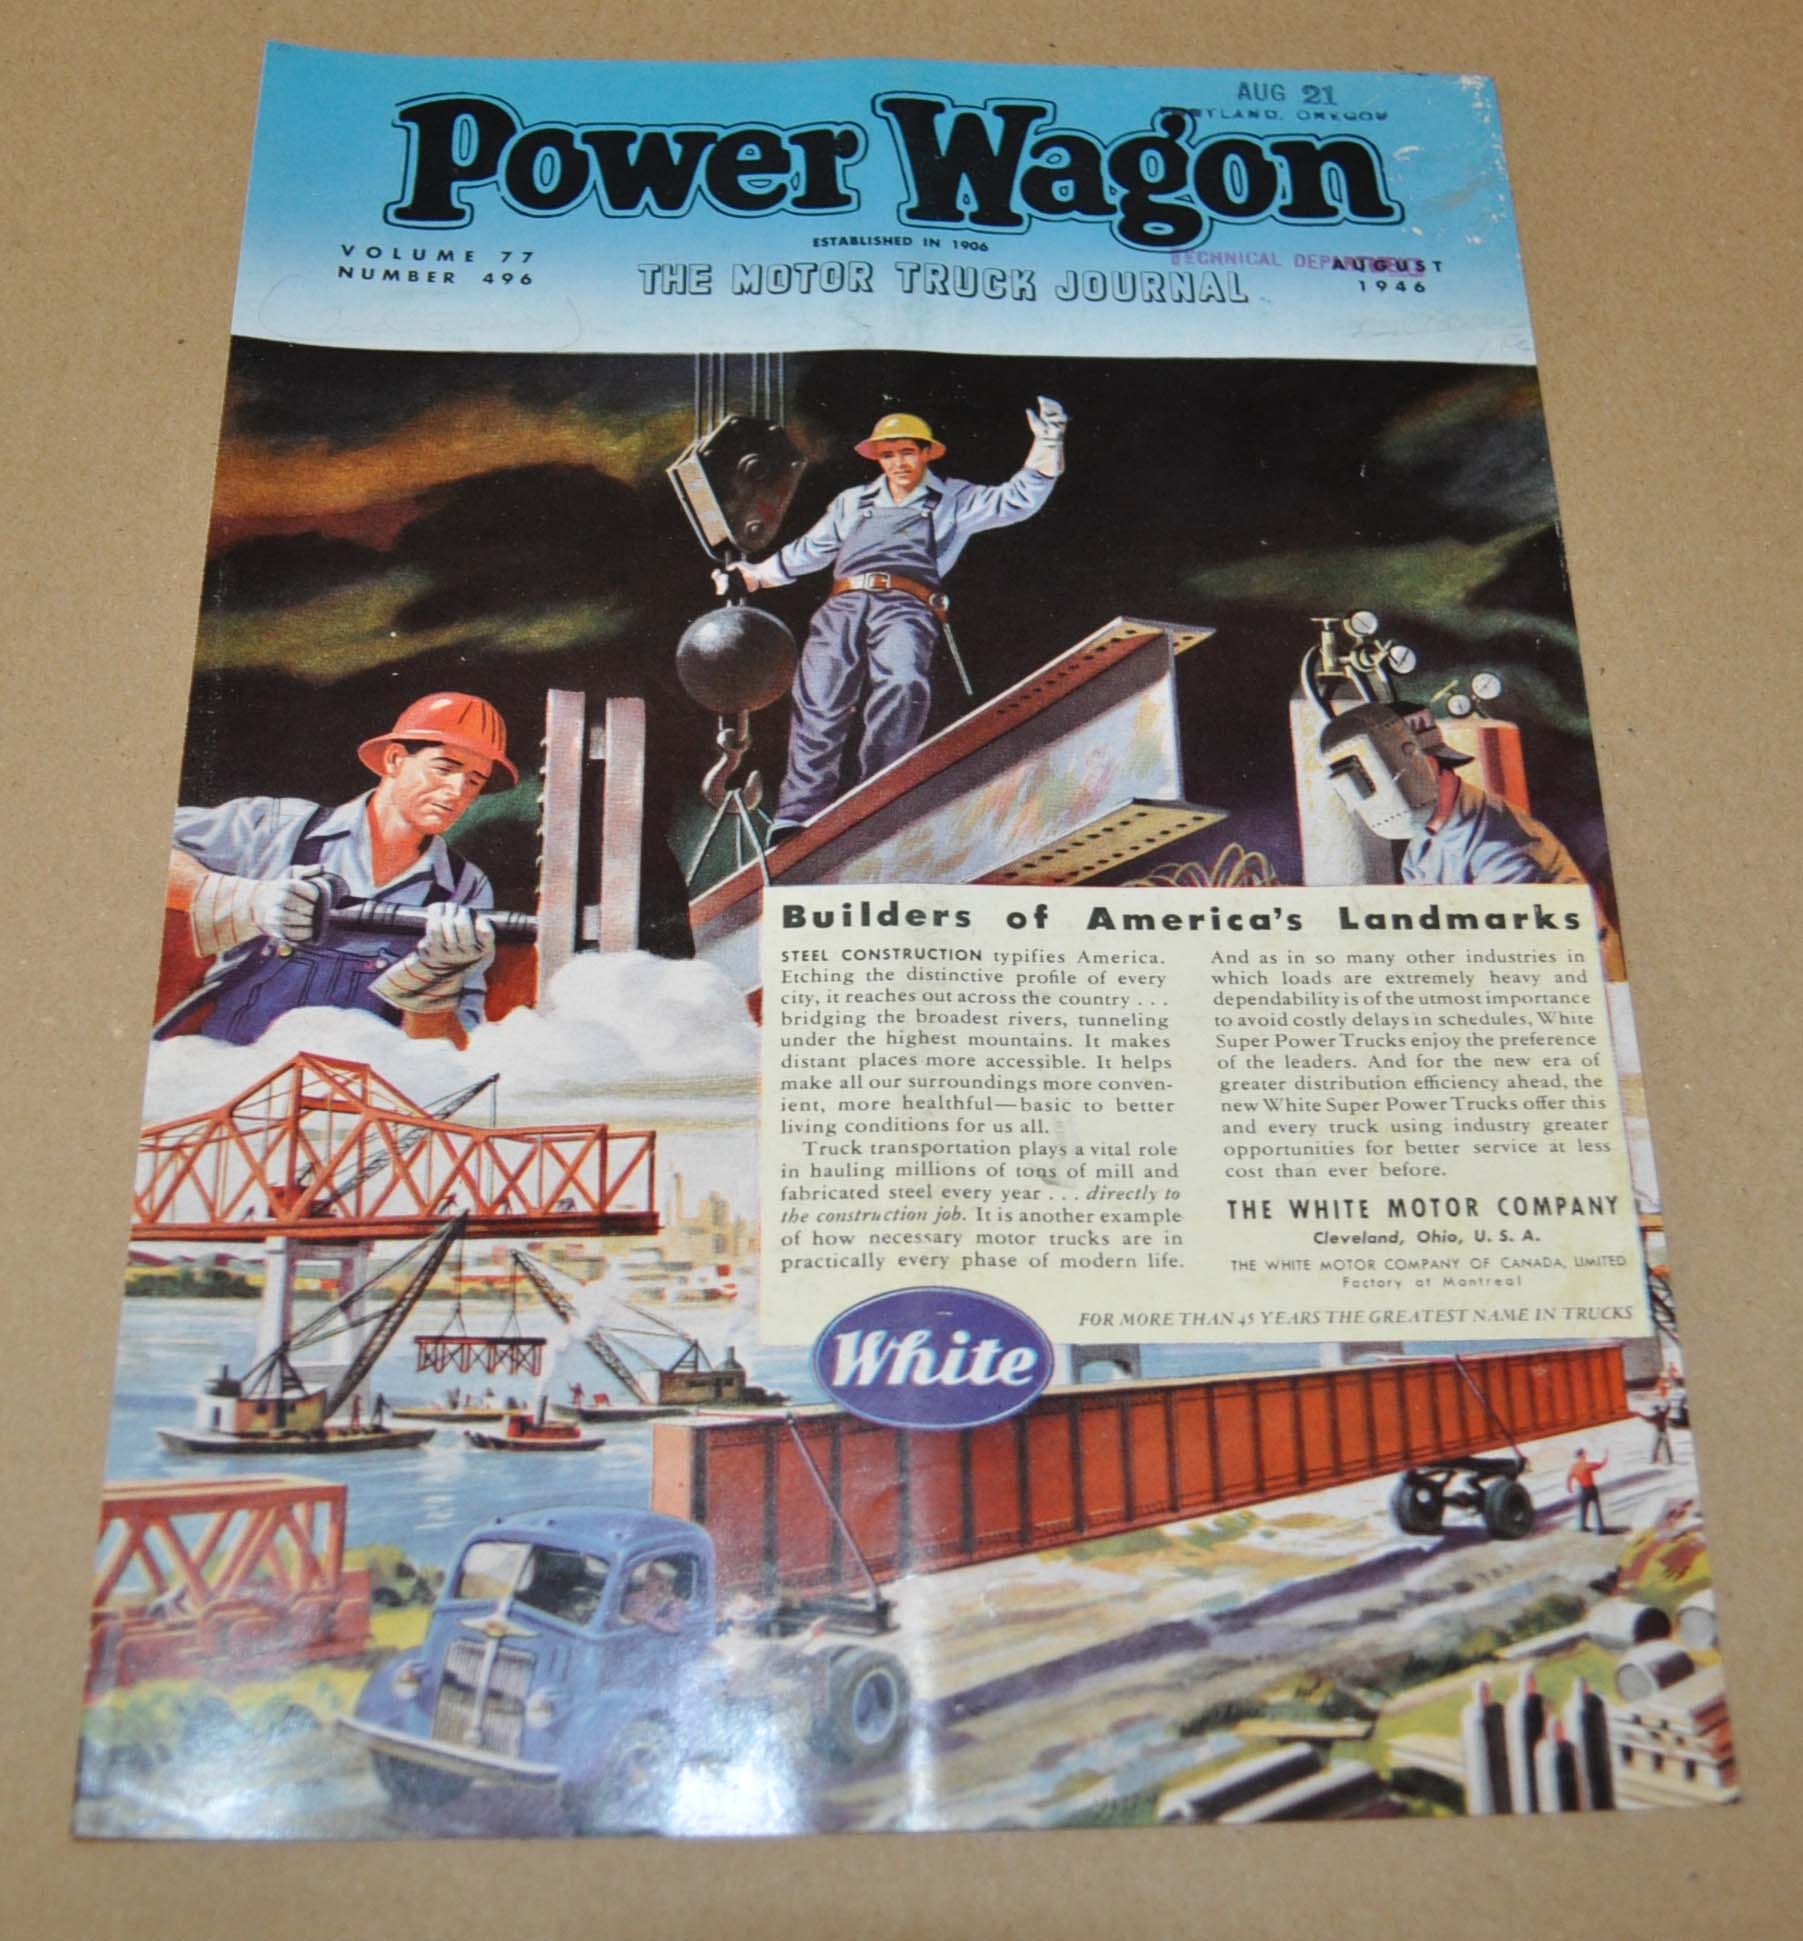 AUG 21
PORTLAND, OREGON
Power Wagon
ESTABLISHED IN 1906
VOLUME 77
NUMBER 496
THE MOTOR TRUCK JOURNAL
TECHNICAL
AUGUST
1946
Builders of America's Landmarks
STEEL CONSTRUCTION typifies America.
Etching the distinctive profile of every
city, it reaches out across the country . . .
bridging the broadest rivers, tunneling
under the highest mountains. It makes
distant places more accessible. It helps
make all our surroundings more conven-
ient, more healthful—basic to better
living conditions for us all.
Truck transportation plays a vital role
in hauling millions of tons of mill and
fabricated steel every year . . . directly to
the construction job. It is another example
of how necessary motor trucks are in
practically every phase of modern life.
And as in so many other industries in
which loads are extremely heavy and
dependability is of the utmost importance
to avoid costly delays in schedules, White
Super Power Trucks enjoy the preference
of the leaders. And for the new era of
greater distribution efficiency ahead, the
new White Super Power Trucks offer this
and every truck using industry greater
opportunities for better service at less
cost than ever before.
THE WHITE MOTOR COMPANY
Cleveland, Ohio, U. S. A.
THE WHITE MOTOR COMPANY OF CANADA, LIMITED
Factory at Montreal
FOR MORE THAN 45 YEARS THE GREATEST NAME IN TRUCKS
White